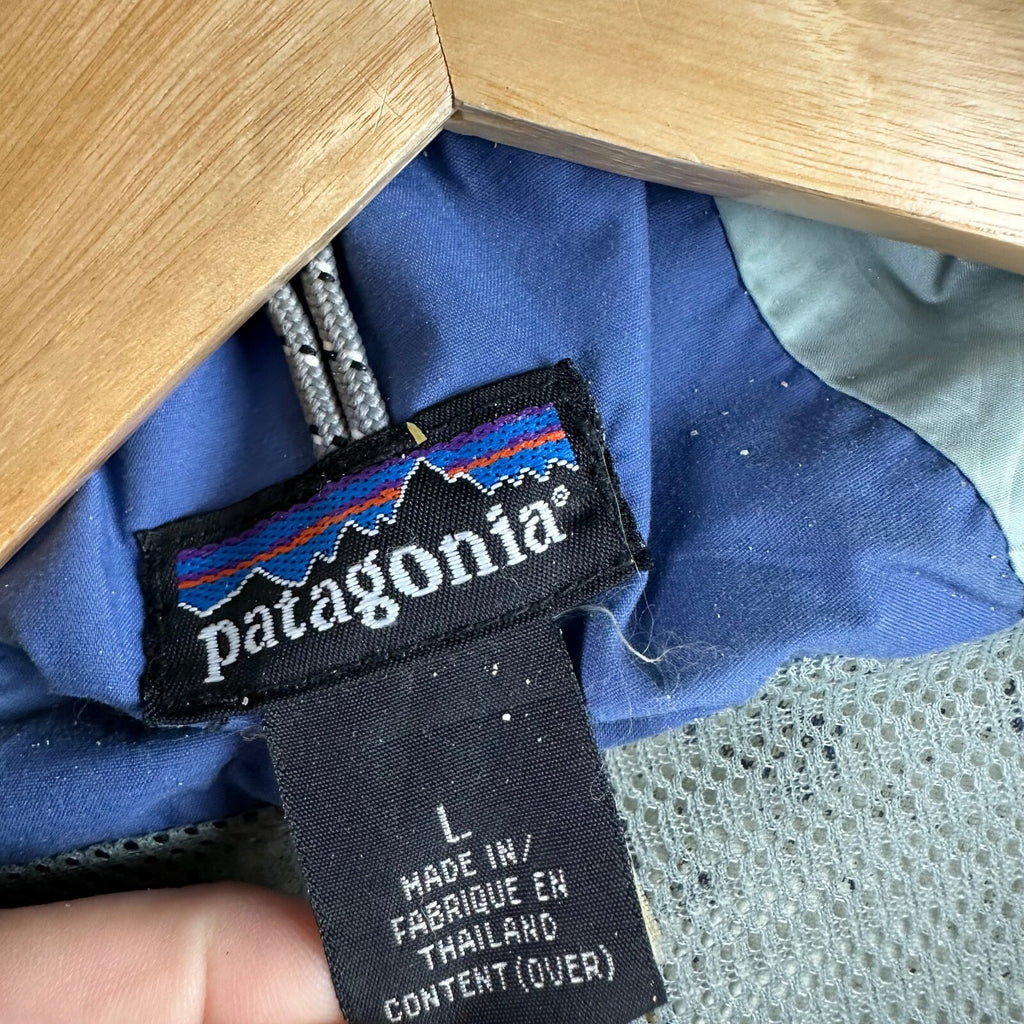 patagonia®
L
MADE IN/
FABRIQUE EN
THAILAND
CONTENT (OVER)